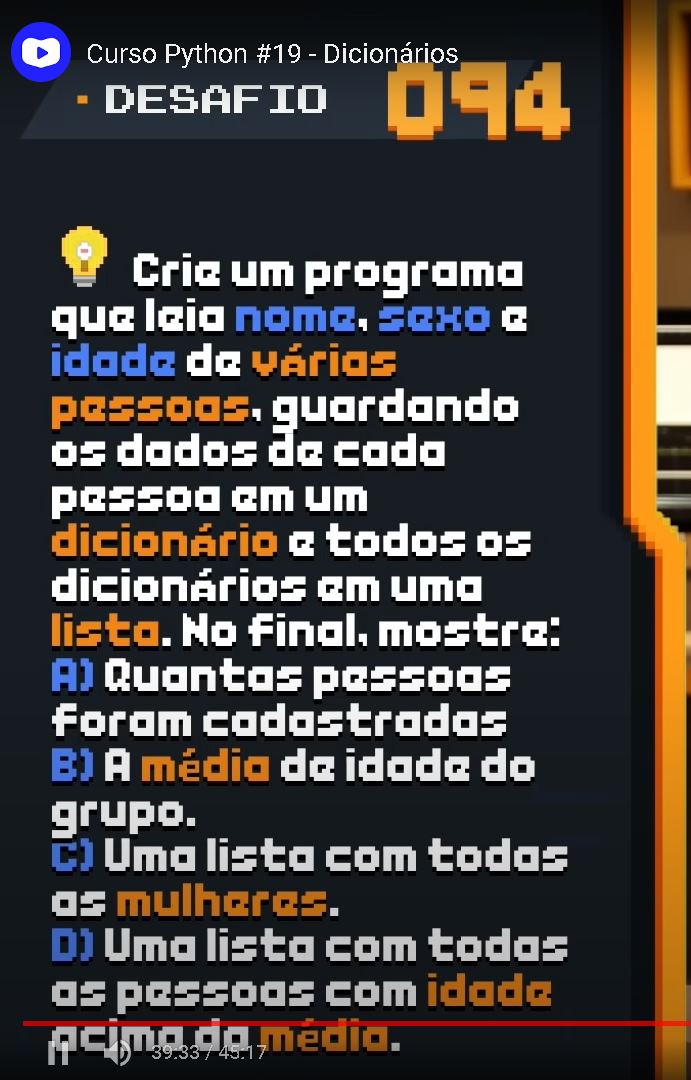 Curso Python #19 - Dicionários
DESAFIO 094
Crie um programa
que leia nome, sexo e
idade de várias
pessoas, guardando
os dados de cada
pessoa em um
dicionário e todos os
dicionários em uma
lista. No final, mostre:
A) Quantas pessoas
foram cadastradas
B) A média de idade do
grupo.
C) Uma lista com todas
as mulheres.
D) Uma lista com todas
as pessoas com idade
acima da média.
39:33 / 45:17